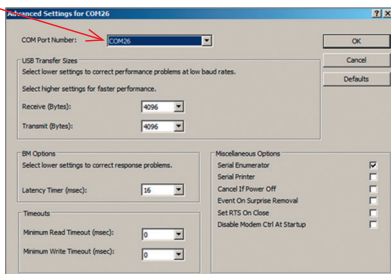 Advanced Settings for COM26
? X
COM Port Number: COM26
OK
Cancel
Defaults
USB Transfer Sizes
Select lower settings to correct performance problems at low baud rates.
Select higher settings for faster performance.
Receive (Bytes): 4096
Transmit (Bytes): 4096
BM Options
Select lower settings to correct response problems.
Latency Timer (msec): 16
Timeouts
Minimum Read Timeout (msec): 0
Minimum Write Timeout (msec): 0
Miscellaneous Options
Serial Enumerator
Serial Printer
Cancel If Power Off
Event On Surprise Removal
Set RTS On Close
Disable Modem Ctrl At Startup